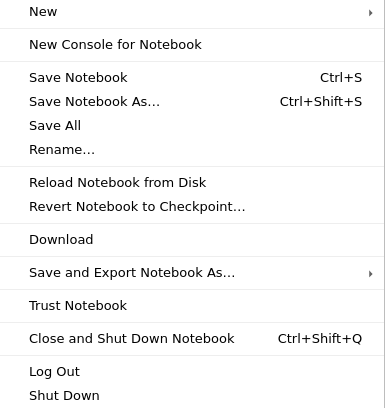 New
New Console for Notebook
Save Notebook Ctrl+S
Save Notebook As… Ctrl+Shift+S
Save All
Rename…
Reload Notebook from Disk
Revert Notebook to Checkpoint…
Download
Save and Export Notebook As…
Trust Notebook
Close and Shut Down Notebook Ctrl+Shift+Q
Log Out
Shut Down